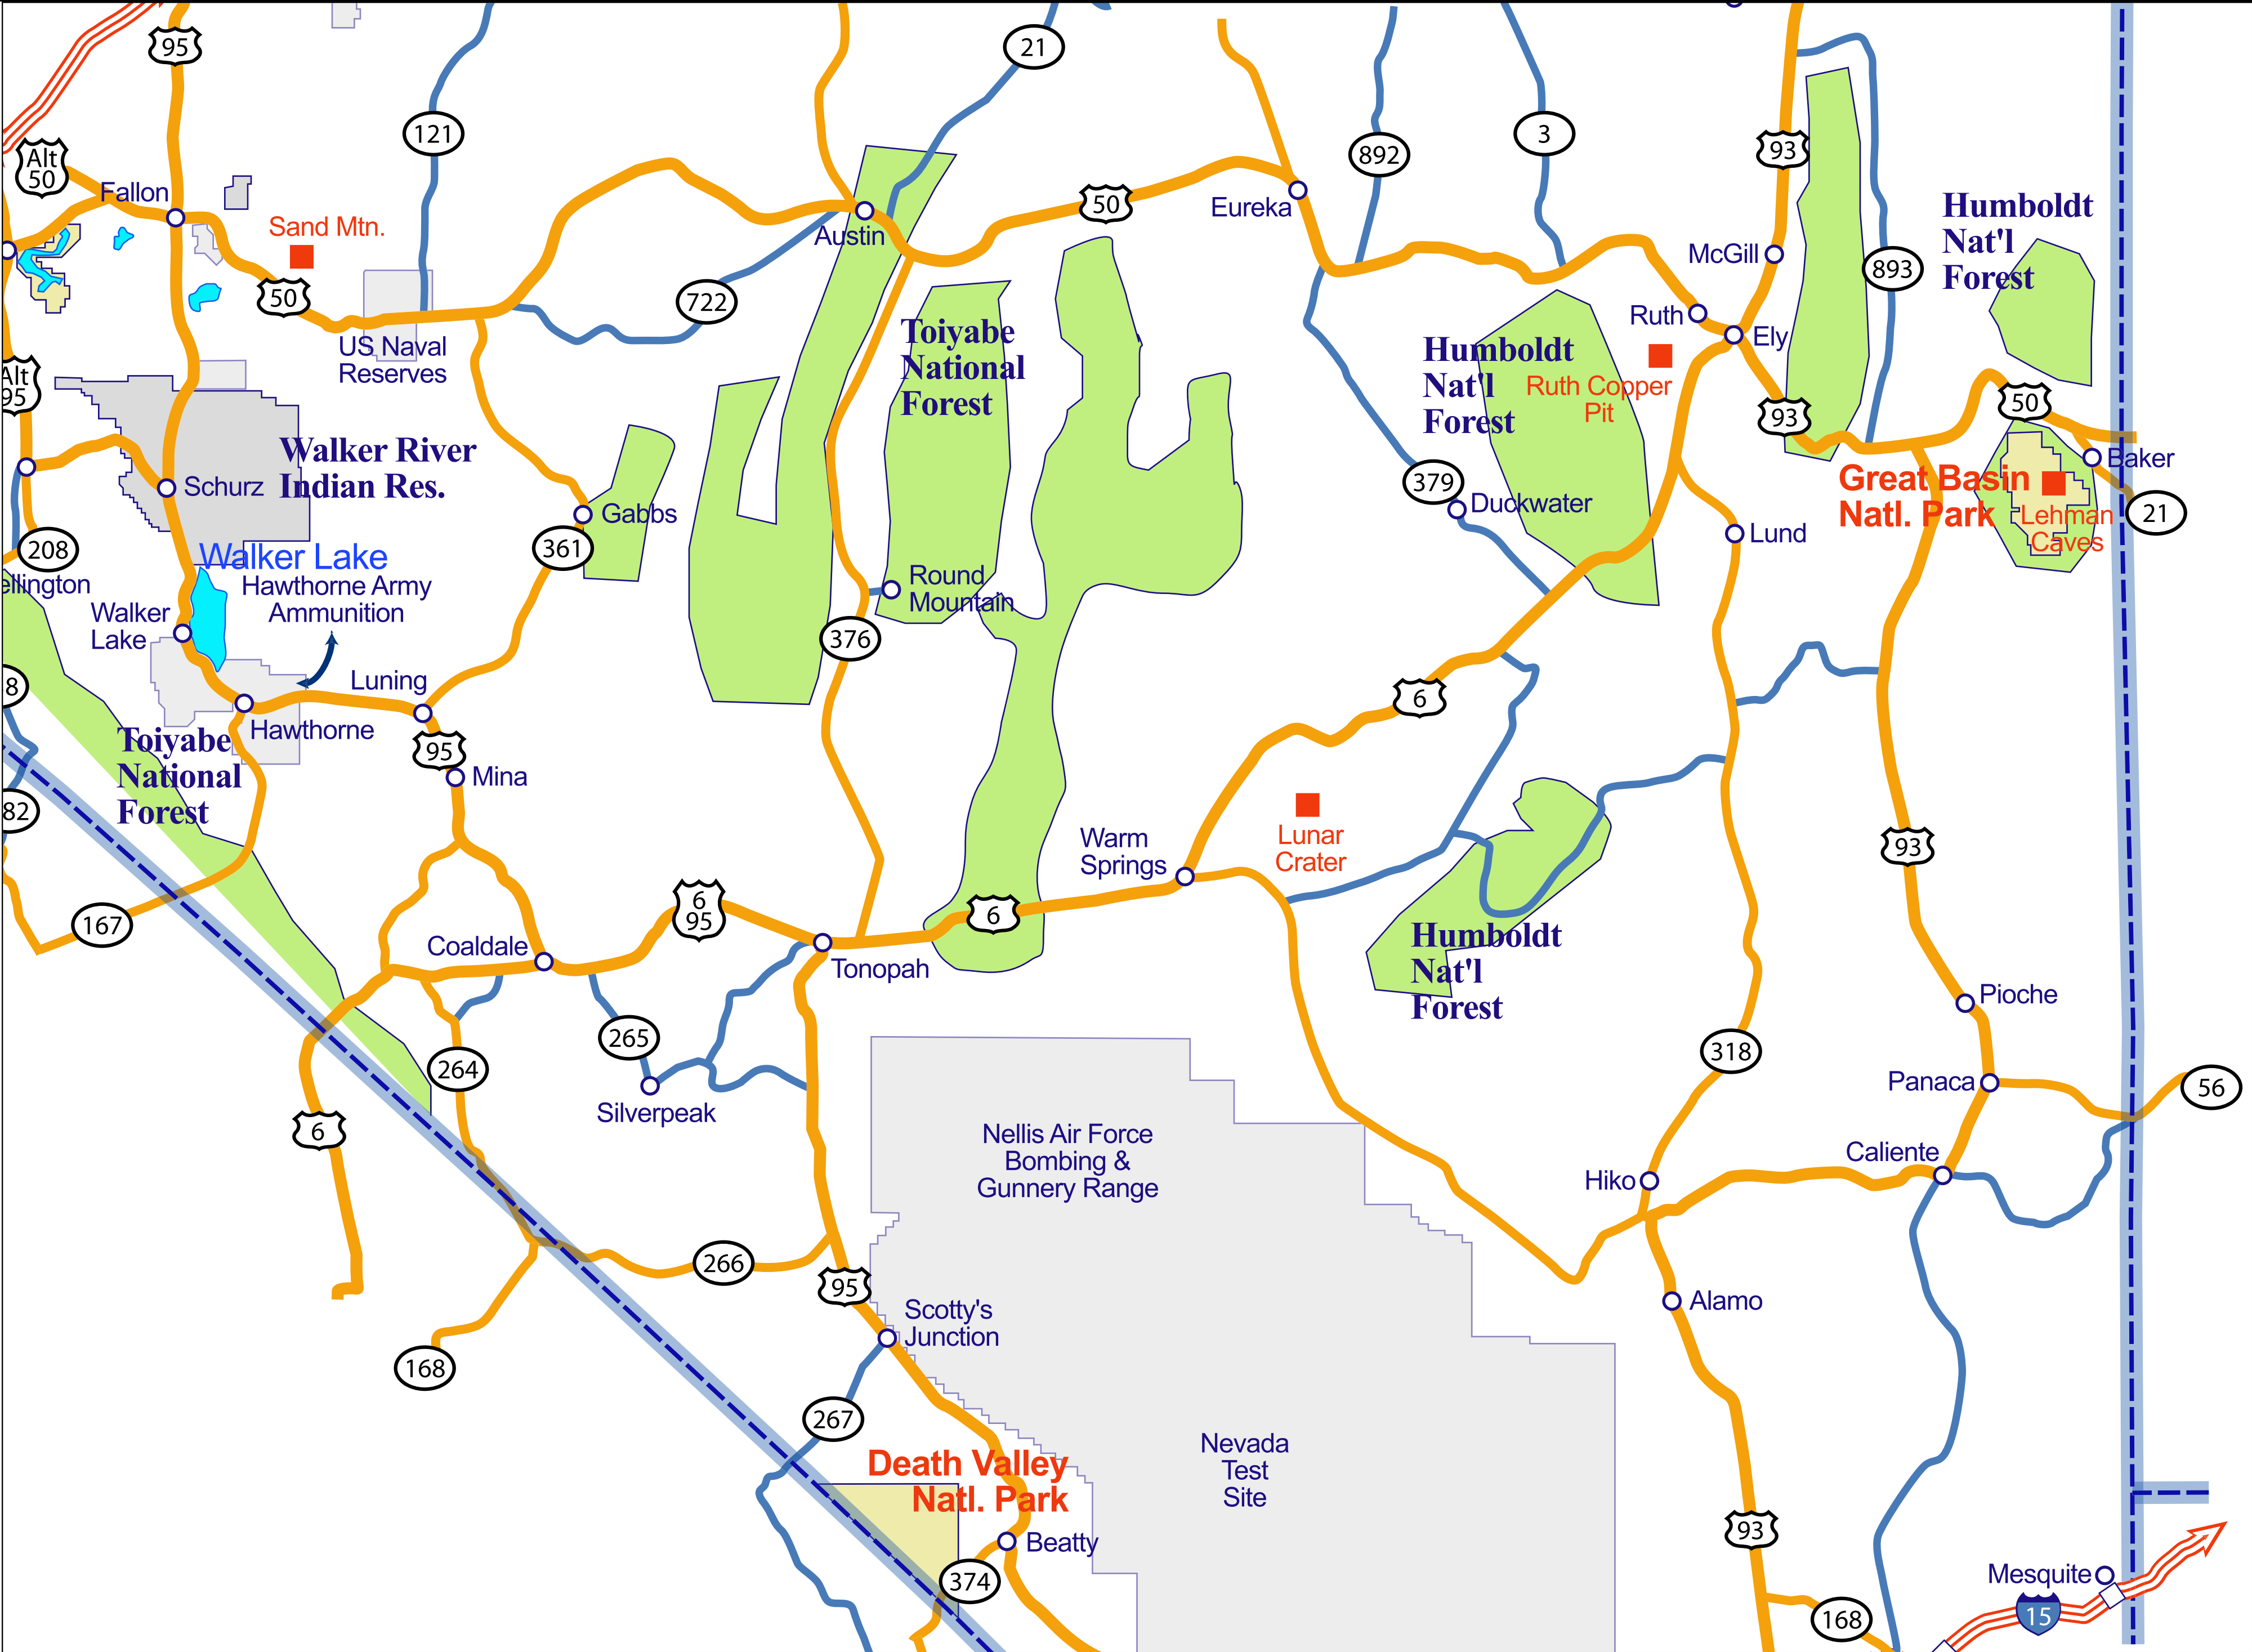 95
21
121
892
3
93
Alt
50
Fallon
Sand Mtn.
50
Austin
50
Eureka
Humboldt
Nat'l
Forest
McGill
893
722
50
US Naval
Reserves
Toiyabe
National
Forest
Ruth
Ely
Humboldt
Nat'l
Forest
Ruth Copper
Pit
Alt
95
93
50
Walker River
Indian Res.
Schurz
Gabbs
361
379
Duckwater
Lund
Great Basin
Natl. Park
Baker
Lehman
Caves
21
208
ellington
Walker Lake
Hawthorne Army
Ammunition
Walker
Lake
Round
Mountain
376
8
Luning
Hawthorne
6
Toiyabe
National
Forest
95
Mina
82
Lunar
Crater
Warm
Springs
93
167
Coaldale
6
95
Tonopah
6
Humboldt
Nat'l
Forest
Pioche
265
264
318
Silverpeak
Panaca
56
6
Nellis Air Force
Bombing &
Gunnery Range
Caliente
Hiko
266
95
Alamo
Scotty's
Junction
168
267
Death Valley
Natl. Park
Nevada
Test
Site
93
Beatty
374
Mesquite
15
168